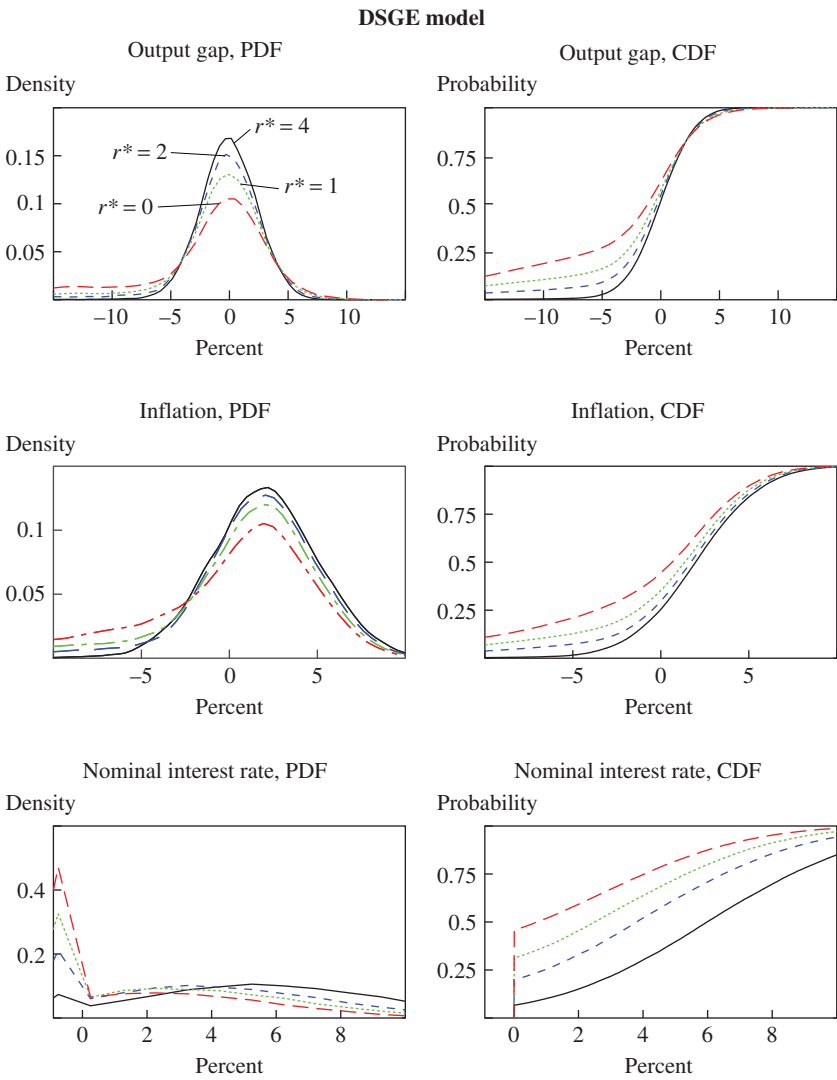 DSGE model
Output gap, PDF
Density
0.15
0.1
0.05
r* = 4
r* = 2
r* = 1
r* = 0
–10 –5 0 5 10
Percent
Output gap, CDF
Probability
0.75
0.5
0.25
–10 –5 0 5 10
Percent
Inflation, PDF
Density
0.1
0.05
–5 0 5
Percent
Inflation, CDF
Probability
0.75
0.5
0.25
–5 0 5
Percent
Nominal interest rate, PDF
Density
0.4
0.2
0 2 4 6 8
Percent
Nominal interest rate, CDF
Probability
0.75
0.5
0.25
0 2 4 6 8
Percent